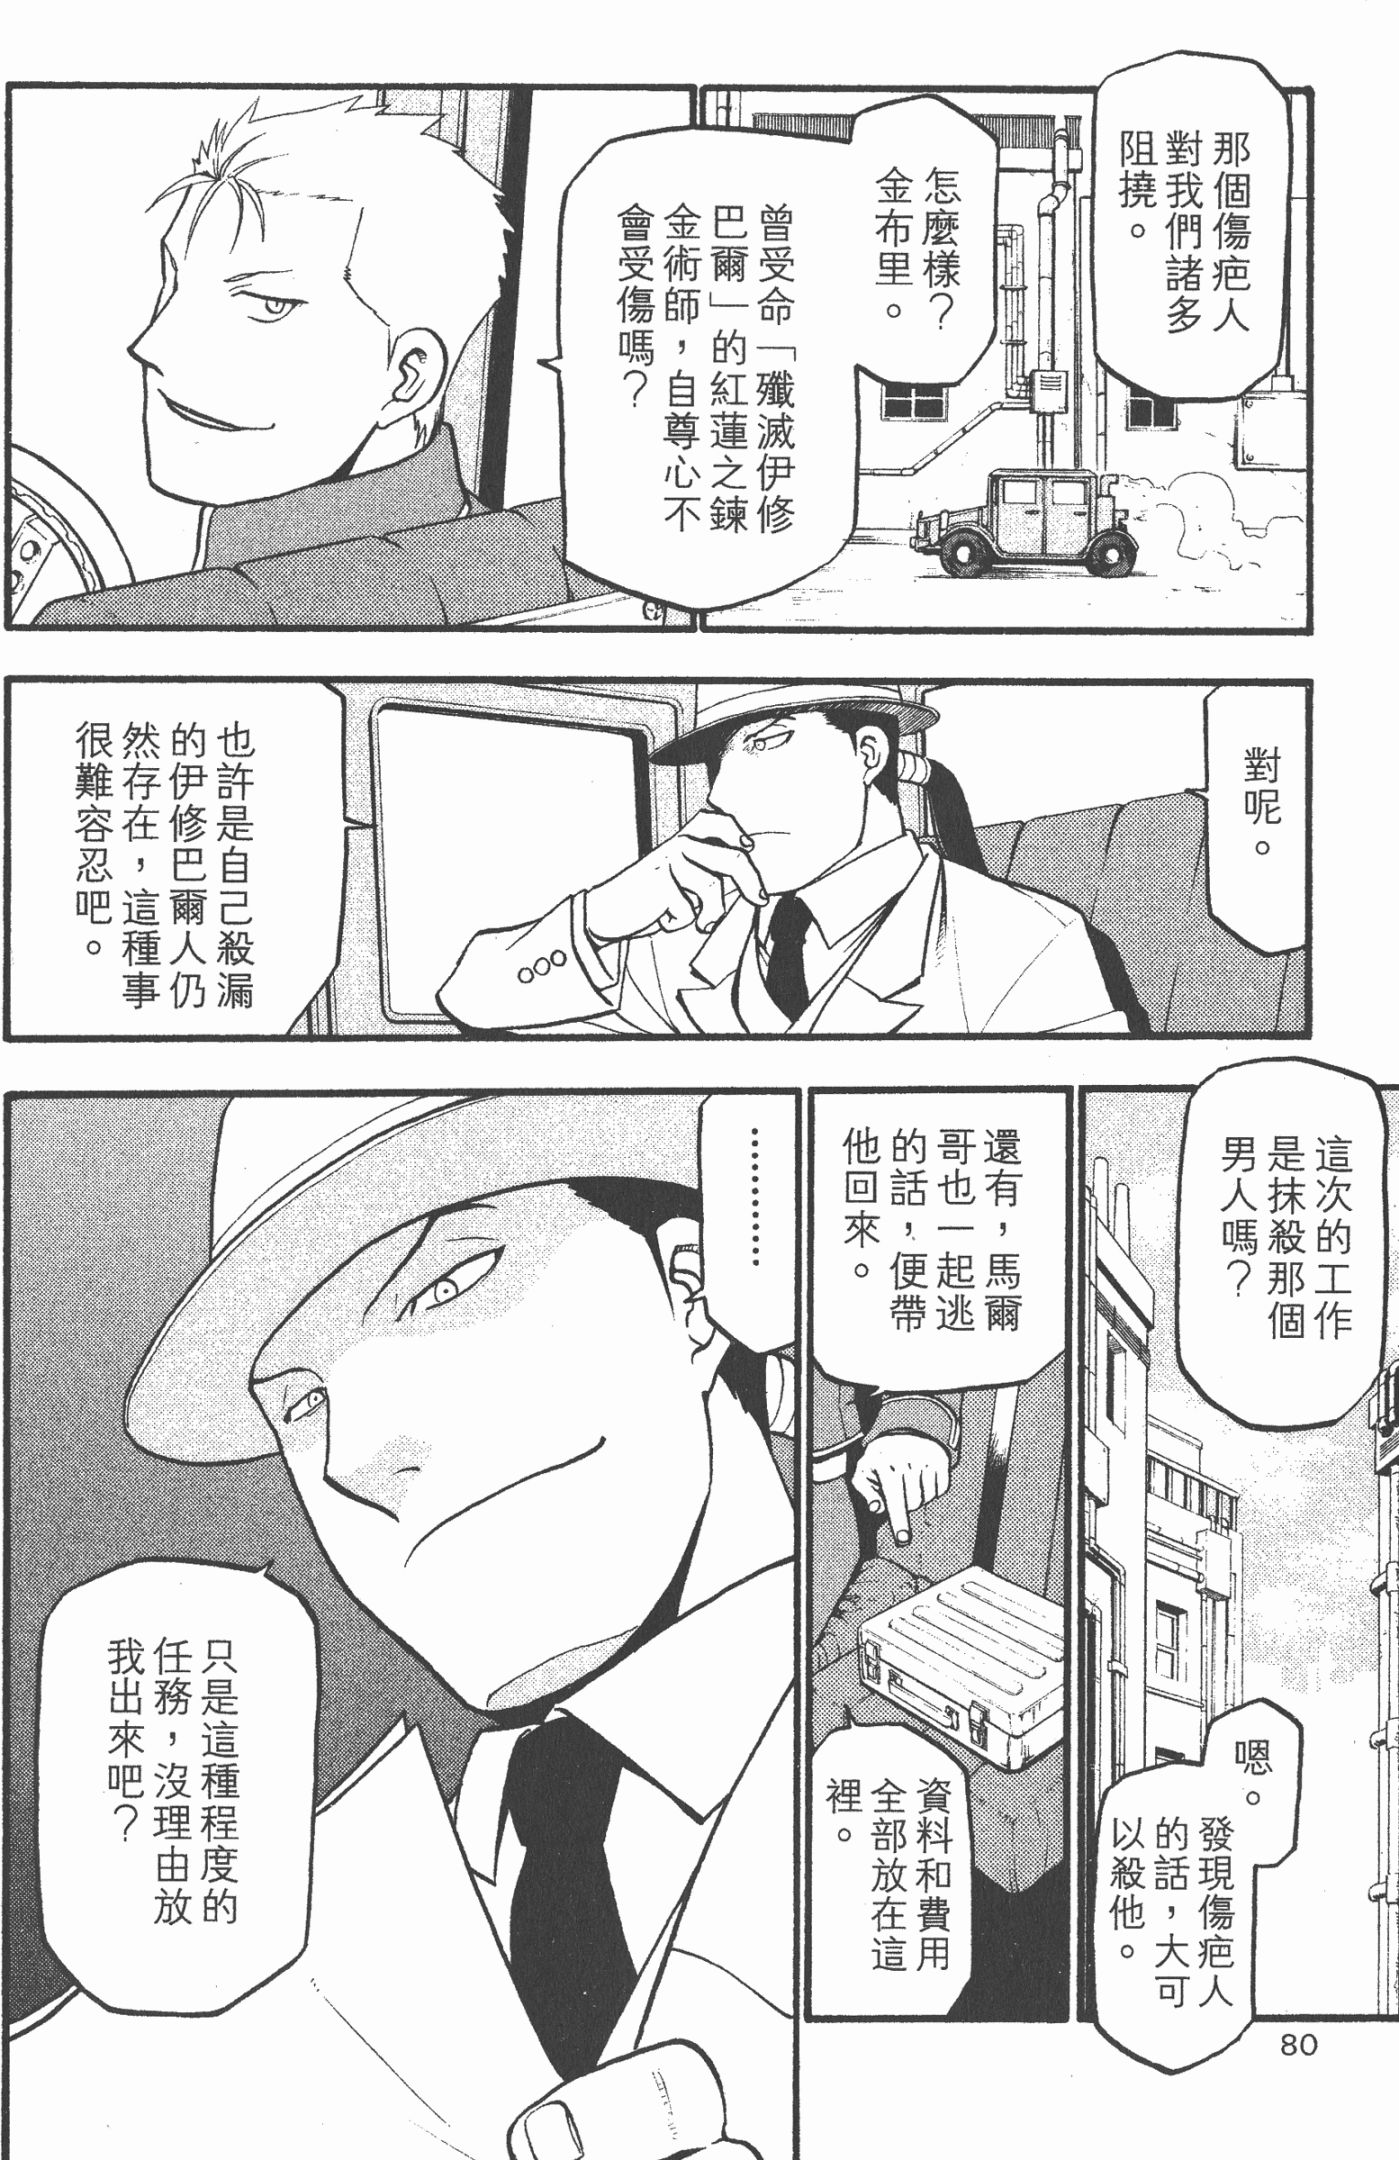 那個傷疤人
對我們諸多
阻撓。
怎麼樣？
金布里。
曾受命「殲滅伊修
巴爾」的紅蓮之鍊
金術師，自尊心不
會受傷嗎？
對呢。
也許是自己殺漏
的伊修巴爾人仍
然存在，這種事
很難容忍吧。
這次的工作
是抹殺那個
男人嗎？
嗯。
發現傷疤人
的話，大可
以殺他。
還有，馬爾
哥也一起逃
的話，便帶
他回來。
資料和費用
全部放在這
裡。
⋯⋯⋯⋯
只是這種程度的
任務，沒理由放
我出來吧？
80